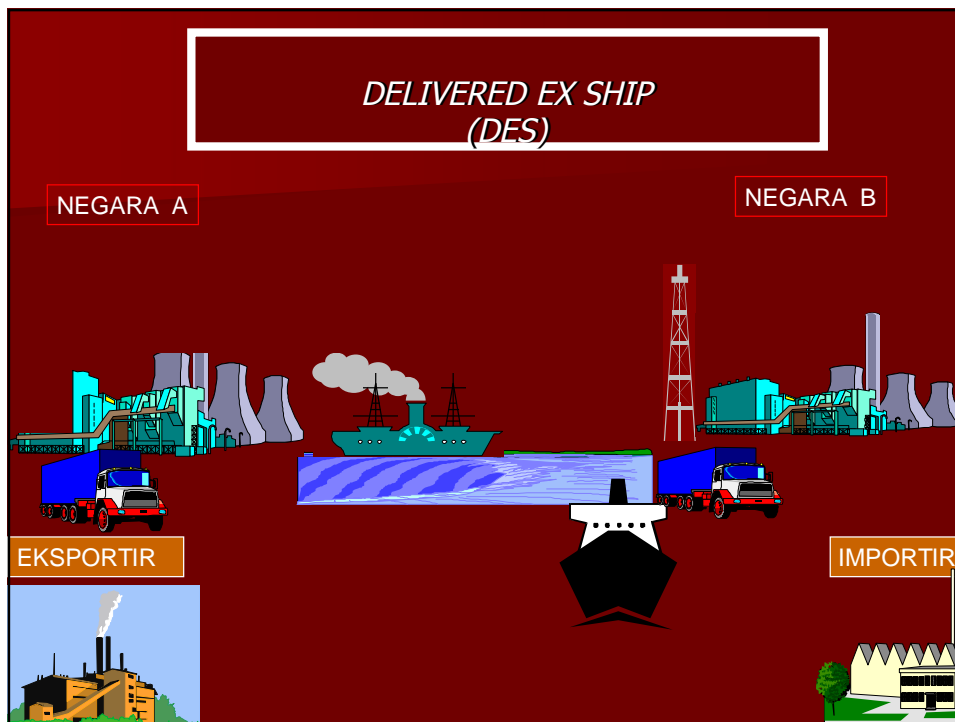 DELIVERED EX SHIP
(DES)
NEGARA A
NEGARA B
EKSPORTIR
IMPORTIR